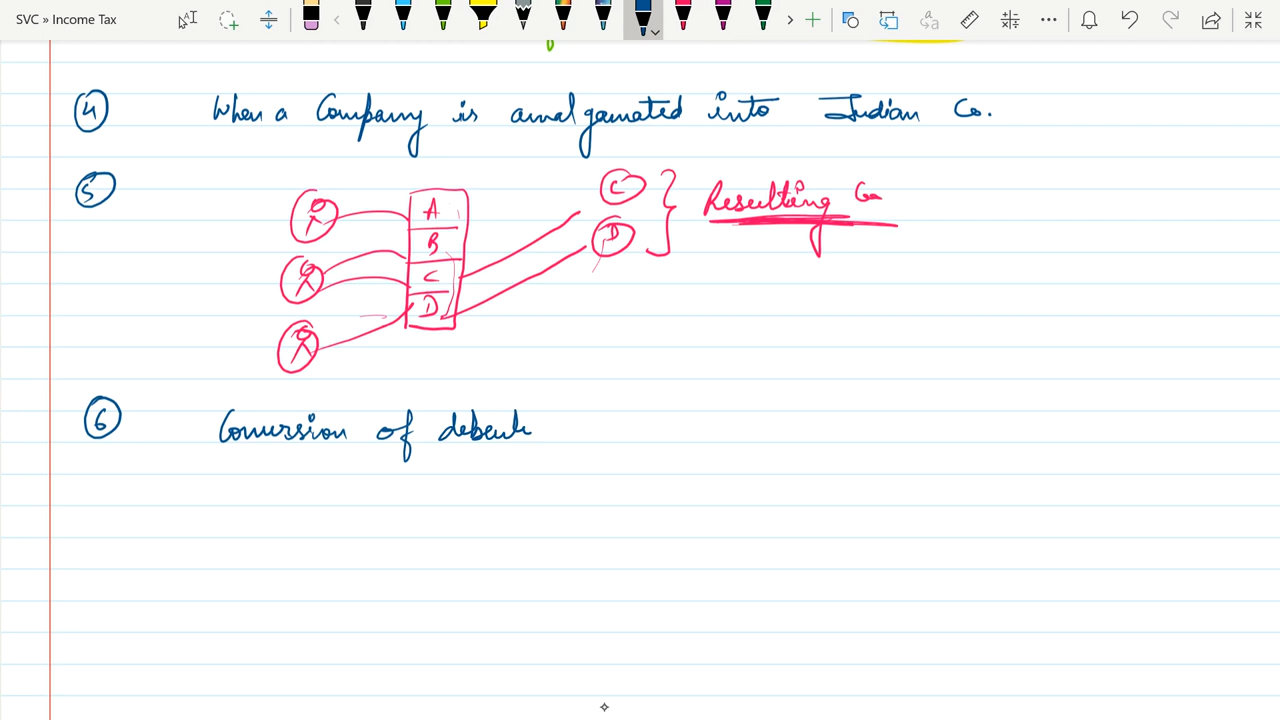 SVC » Income Tax
4 When a Company is amalgamated into Indian Co.
5
A
B
C
D
C
D
Resulting Co
6 Conversion of debent